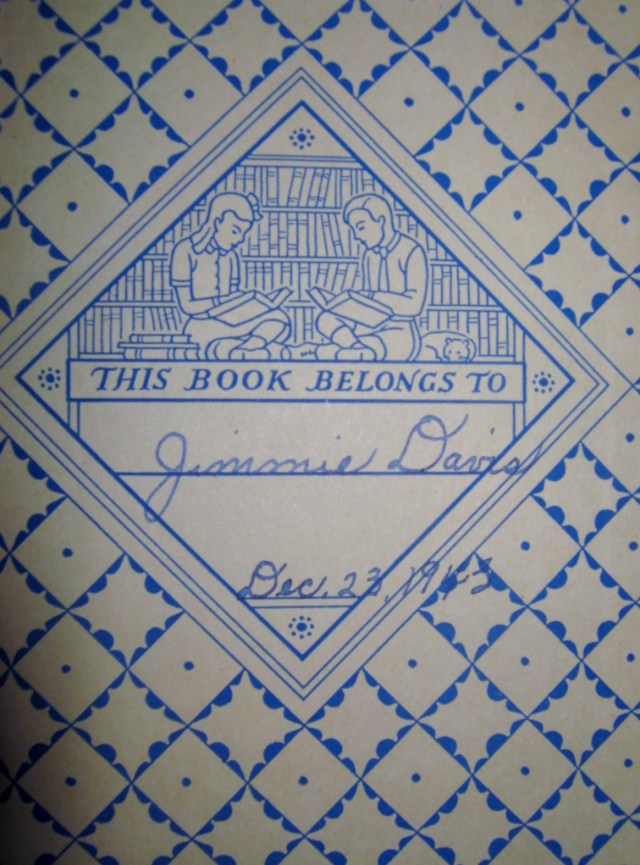 THIS BOOK BELONGS TO
Jimmie Davis
Dec. 23, 1943